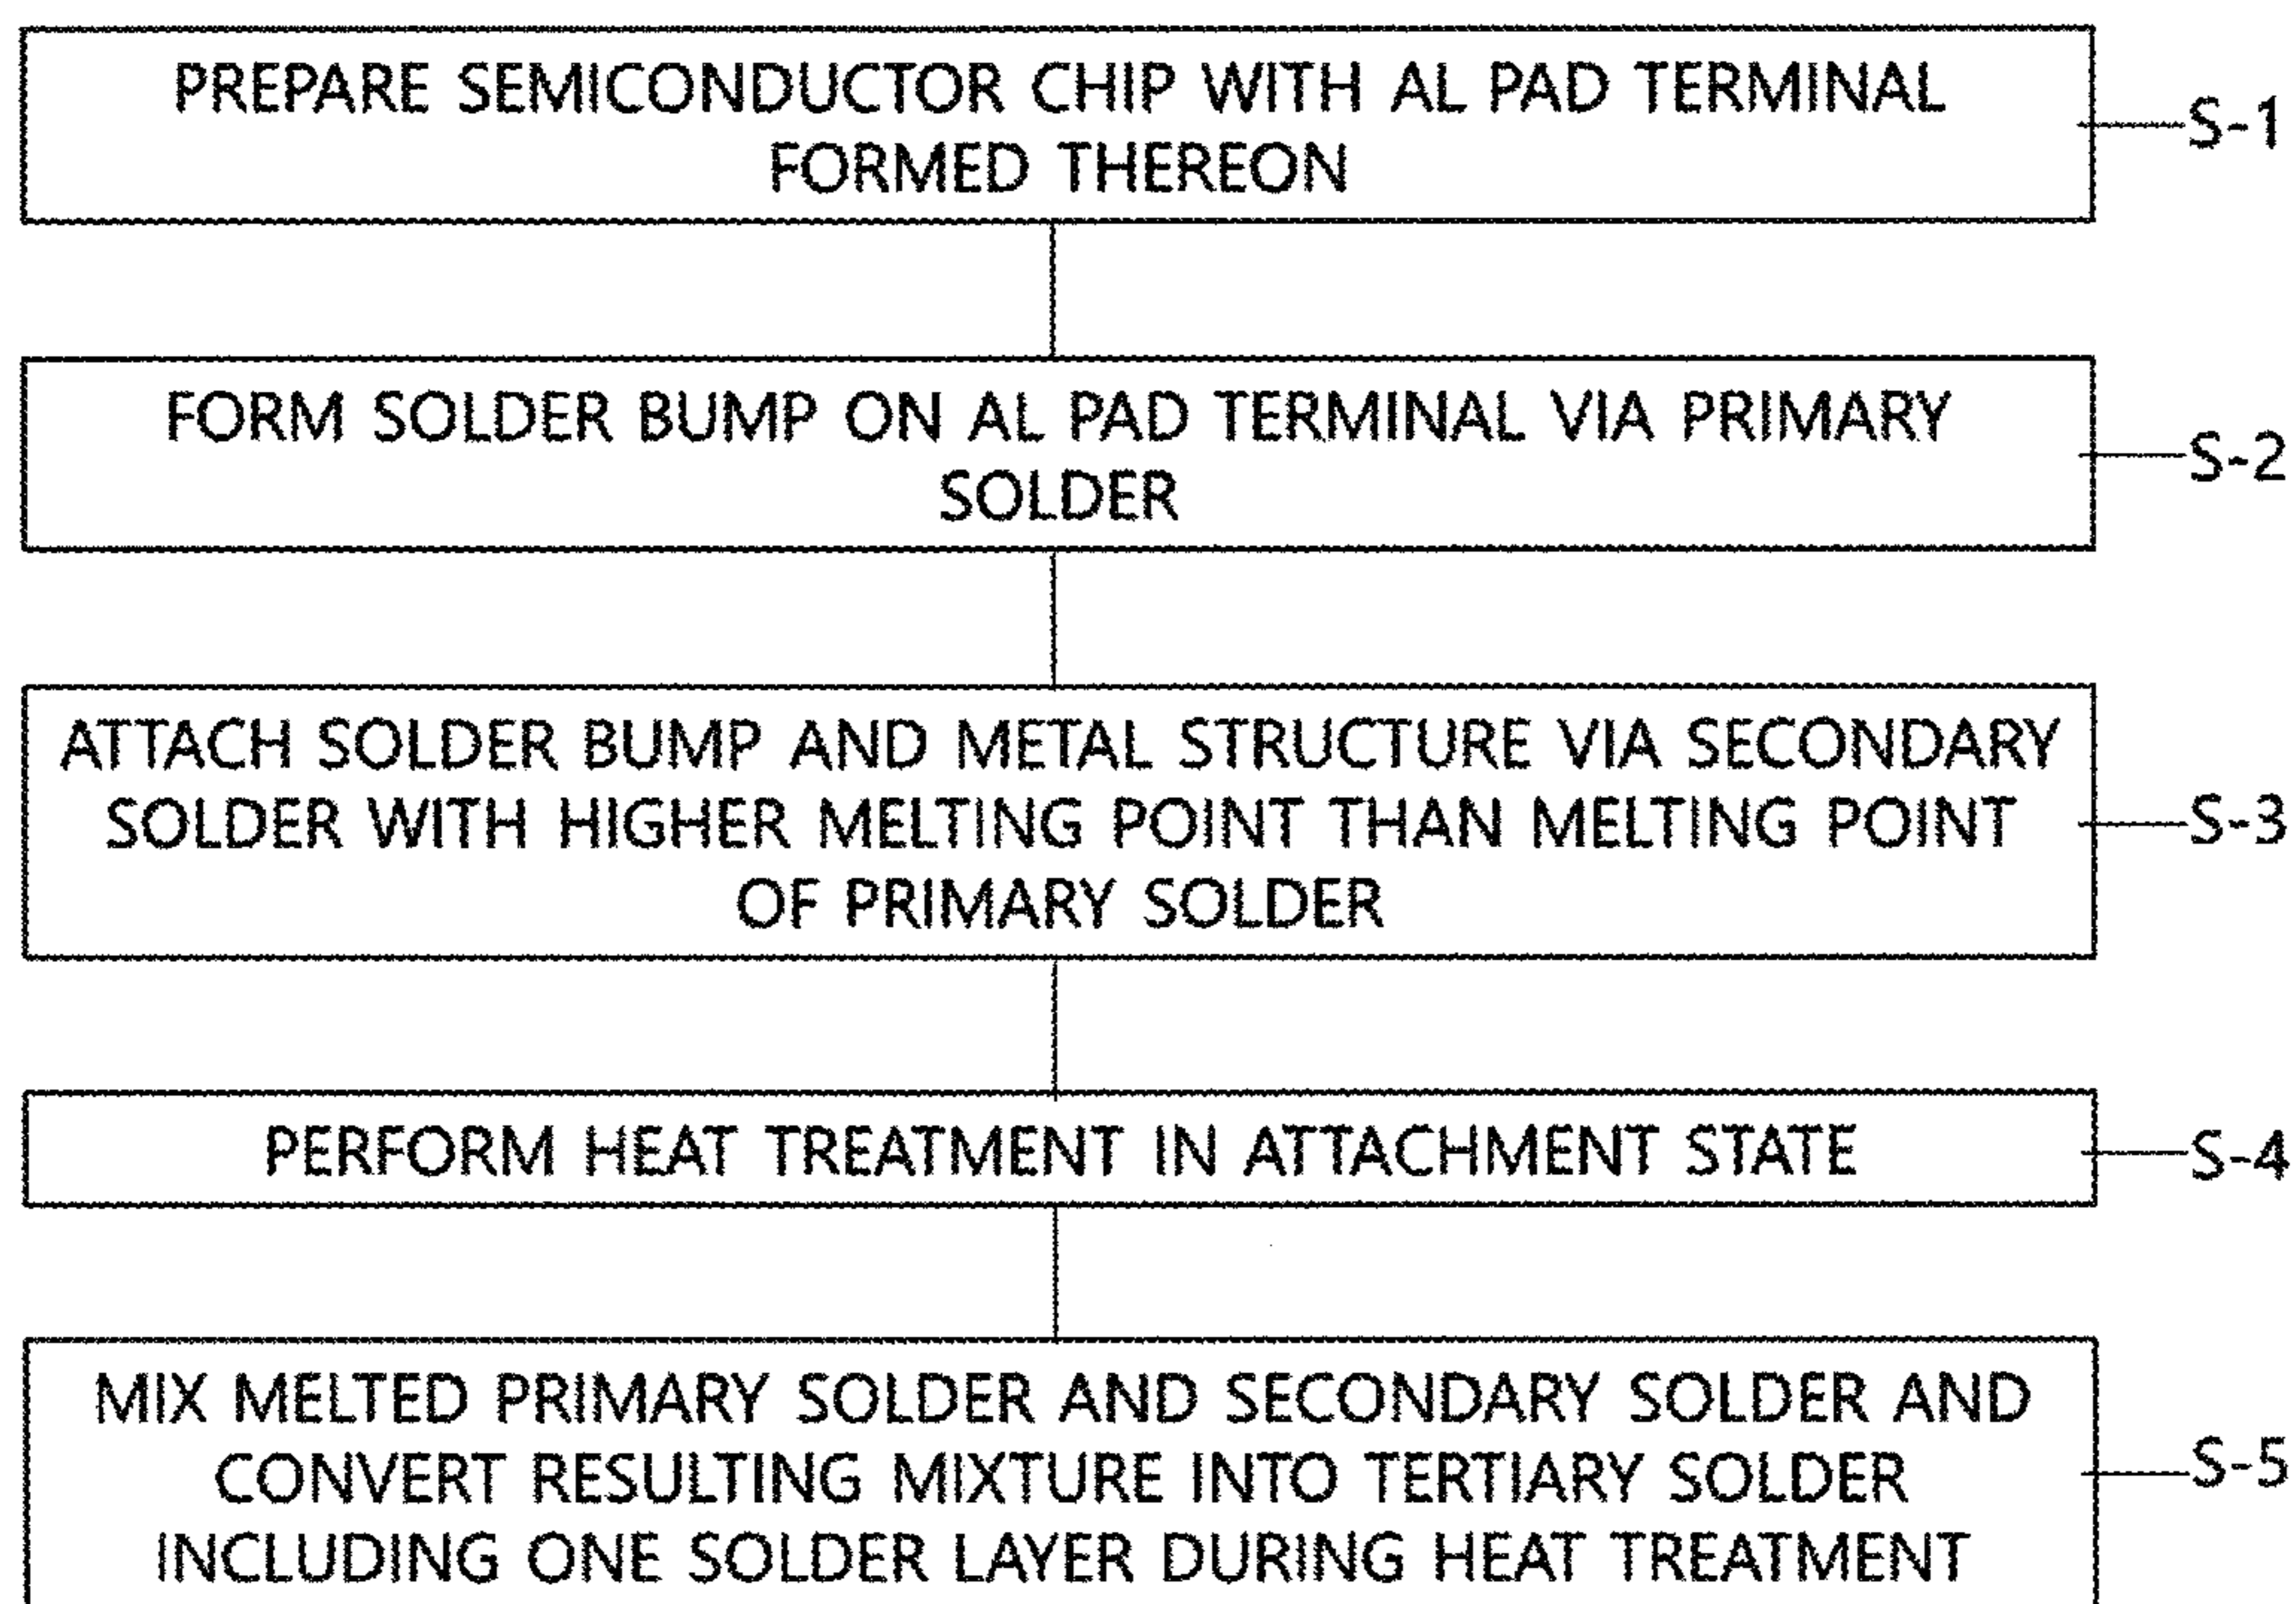 PREPARE SEMICONDUCTOR CHIP WITH AL PAD TERMINAL
FORMED THEREON
S-1
FORM SOLDER BUMP ON AL PAD TERMINAL VIA PRIMARY
SOLDER
S-2
ATTACH SOLDER BUMP AND METAL STRUCTURE VIA SECONDARY
SOLDER WITH HIGHER MELTING POINT THAN MELTING POINT
OF PRIMARY SOLDER
S-3
PERFORM HEAT TREATMENT IN ATTACHMENT STATE
S-4
MIX MELTED PRIMARY SOLDER AND SECONDARY SOLDER AND
CONVERT RESULTING MIXTURE INTO TERTIARY SOLDER
INCLUDING ONE SOLDER LAYER DURING HEAT TREATMENT
S-5